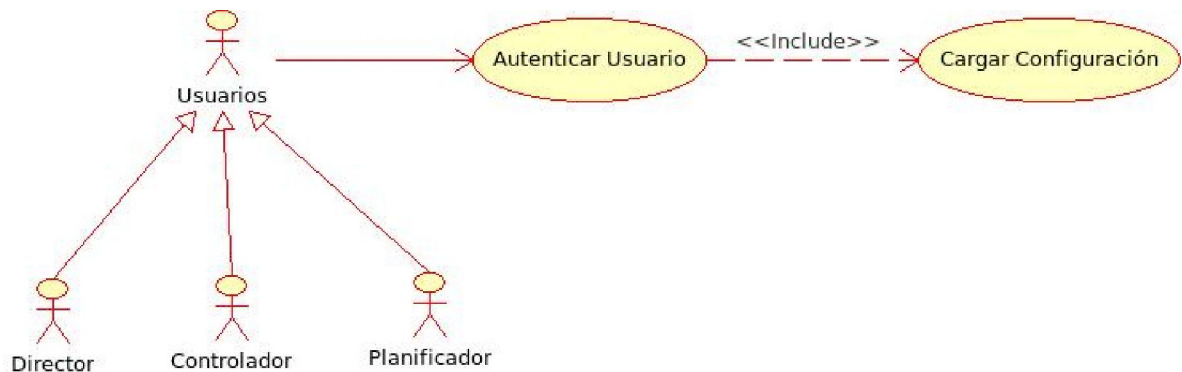 <<Include>>
Autenticar Usuario
Cargar Configuración
Usuarios
Director
Controlador
Planificador